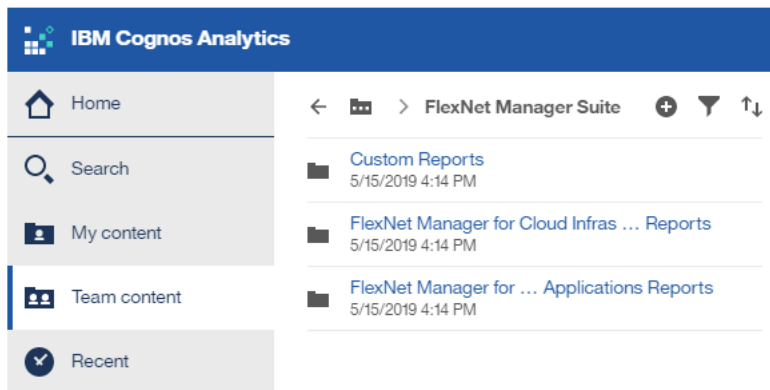 IBM Cognos Analytics
Home
Search
My content
Team content
Recent
FlexNet Manager Suite
Custom Reports
5/15/2019 4:14 PM
FlexNet Manager for Cloud Infras ... Reports
5/15/2019 4:14 PM
FlexNet Manager for ... Applications Reports
5/15/2019 4:14 PM